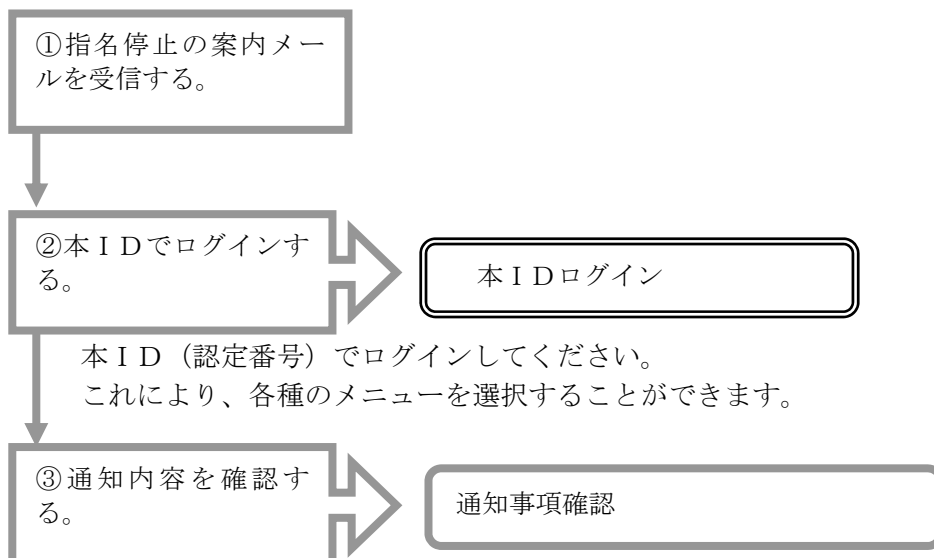 ①指名停止の案内メー
ルを受信する。
②本ＩＤでログインす
る。
本ＩＤログイン
本ＩＤ（認定番号）でログインしてください。
これにより、各種のメニューを選択することができます。
③通知内容を確認す
る。
通知事項確認